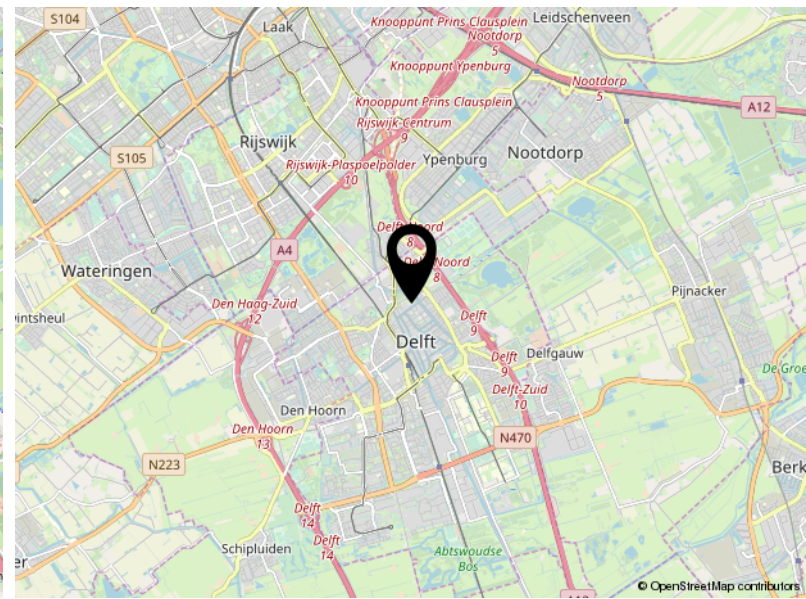 S104
Laak
Knooppunt Prins Clausplein
Nootdorp
5
Leidschenveen
Knooppunt Ypenburg
Nootdorp
5
Knooppunt Prins Clausplein
A12
Rijswijk-Centrum
9
Rijswijk
S105
Rijswijk-Plaspoelpolder
10
Ypenburg
Nootdorp
Delft-Noord
8
A4
Delft-Noord
8
Wateringen
Pijnacker
Den Haag-Zuid
12
Delft
9
Delft
Delft
9
Delfgauw
De Groe
Delft-Zuid
10
Den Hoorn
Den Hoorn
13
N470
N223
Berk
Delft
14
Delft
14
Schipluiden
Abtswoudse
Bos
© OpenStreetMap contributors